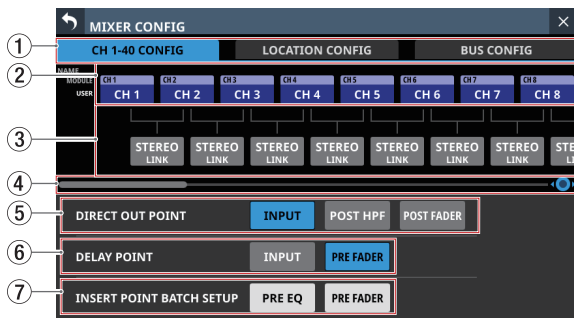 MIXER CONFIG
1
CH 1-40 CONFIG LOCATION CONFIG BUS CONFIG
2
NAME
MODULE CH 1 CH 2 CH 3 CH 4 CH 5 CH 6 CH 7 CH 8
USER CH 1 CH 2 CH 3 CH 4 CH 5 CH 6 CH 7 CH 8
3
STEREO STEREO STEREO STEREO STEREO STEREO STEREO STE
LINK LINK LINK LINK LINK LINK LINK L
4
5 DIRECT OUT POINT INPUT POST HPF POST FADER
6 DELAY POINT INPUT PRE FADER
7 INSERT POINT BATCH SETUP PRE EQ PRE FADER